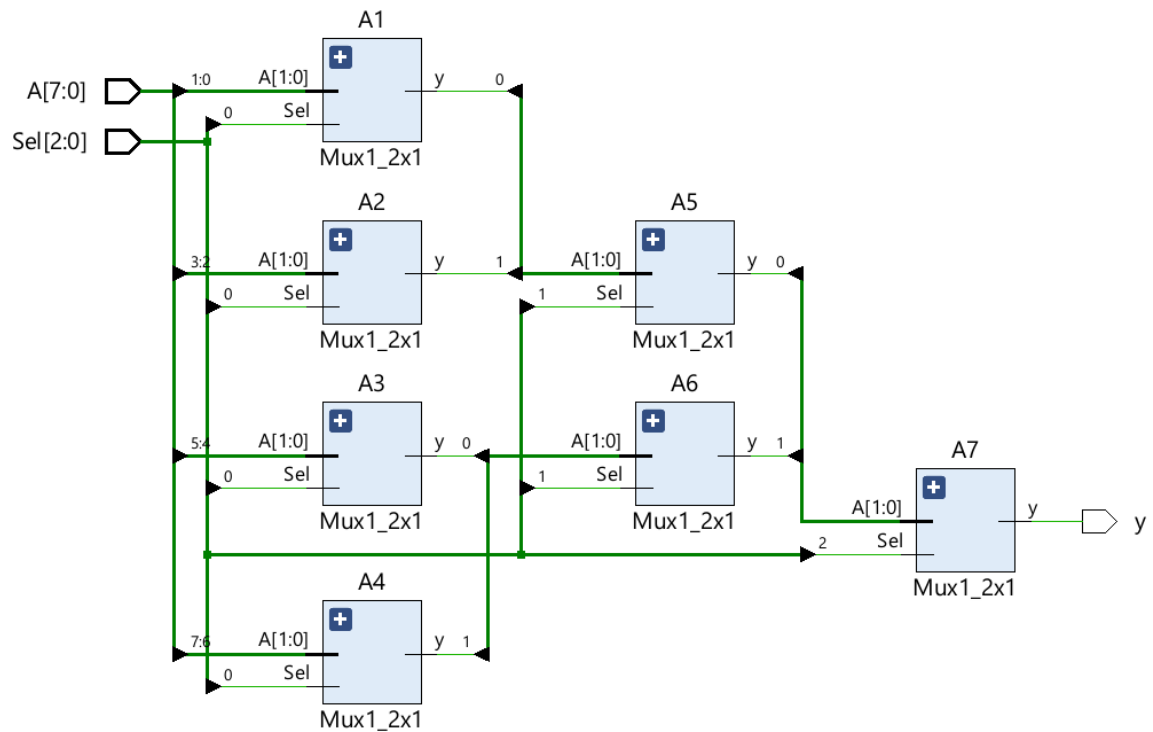 A1
A[7:0]
1:0
A[1:0]
y
0
Sel[2:0]
0
Sel
Mux1_2x1
A2
A5
3:2
A[1:0]
y
1
A[1:0]
y
0
0
Sel
1
Sel
Mux1_2x1
Mux1_2x1
A3
A6
5:4
A[1:0]
y
0
A[1:0]
y
1
A7
0
Sel
1
Sel
Mux1_2x1
Mux1_2x1
A[1:0]
y
y
2
Sel
A4
Mux1_2x1
7:6
A[1:0]
y
1
0
Sel
Mux1_2x1